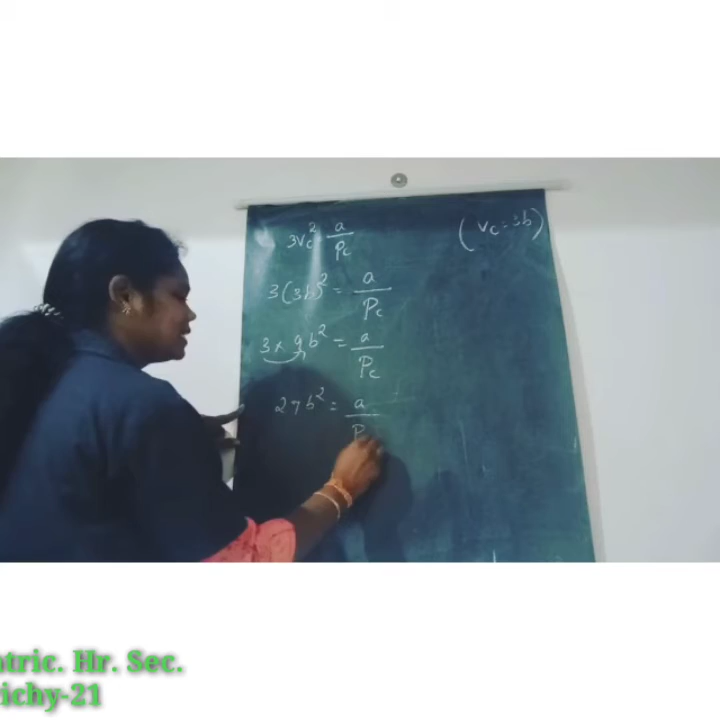 3Vc² = a/Pc (Vc = 3b)
3(3b)² = a/Pc
3 × 9b² = a/Pc
27b² = a/P
atric. Hr. Sec.
ichy-21